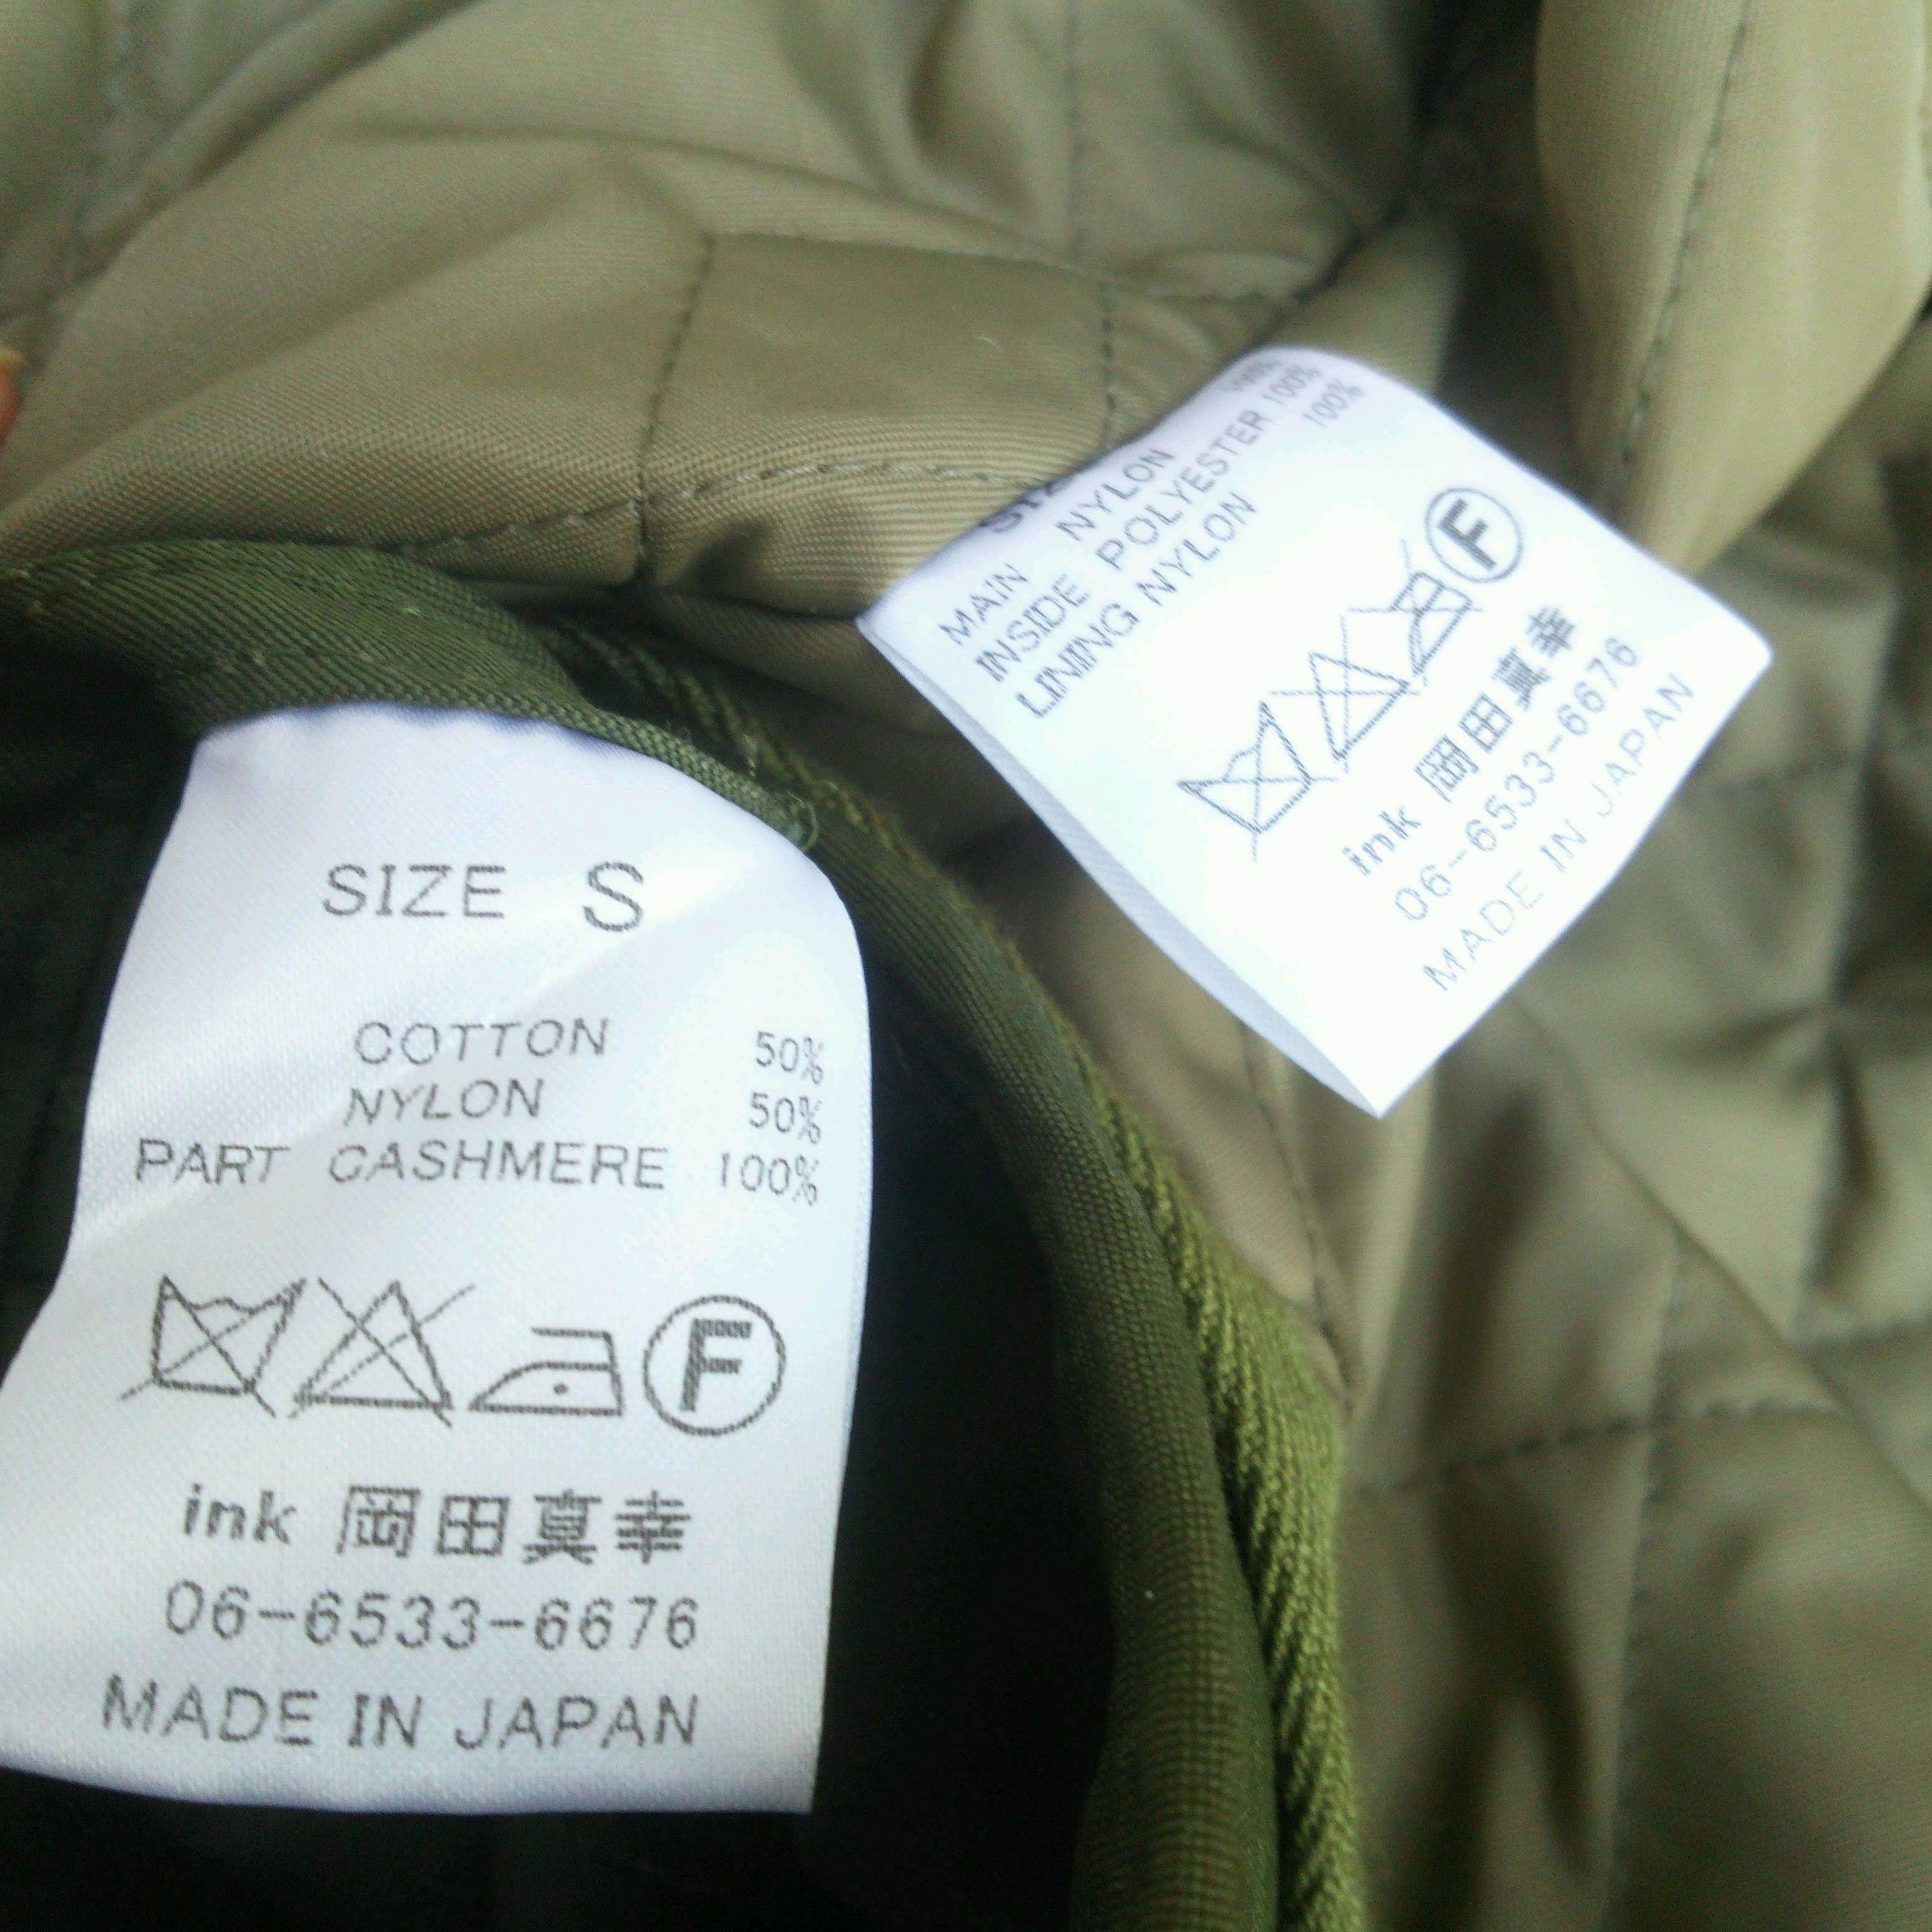 SIZE S
COTTON 50%
NYLON 50%
PART CASHMERE 100%
F
ink 岡田真幸
06-6533-6676
MADE IN JAPAN
MAIN NYLON 100%
INSIDE POLYESTER 100%
LINING NYLON 100%
F
ink 岡田真幸
06-6533-6676
MADE IN JAPAN